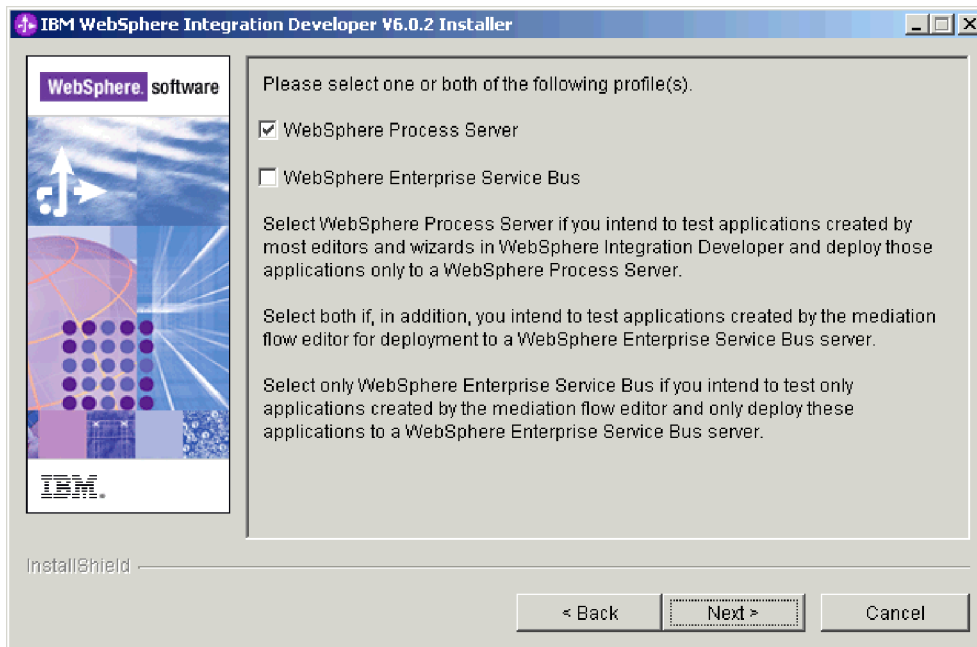 IBM WebSphere Integration Developer V6.0.2 Installer
WebSphere. software
Please select one or both of the following profile(s).
WebSphere Process Server
WebSphere Enterprise Service Bus
Select WebSphere Process Server if you intend to test applications created by
most editors and wizards in WebSphere Integration Developer and deploy those
applications only to a WebSphere Process Server.
Select both if, in addition, you intend to test applications created by the mediation
flow editor for deployment to a WebSphere Enterprise Service Bus server.
Select only WebSphere Enterprise Service Bus if you intend to test only
applications created by the mediation flow editor and only deploy these
applications to a WebSphere Enterprise Service Bus server.
IBM.
InstallShield
< Back
Next >
Cancel